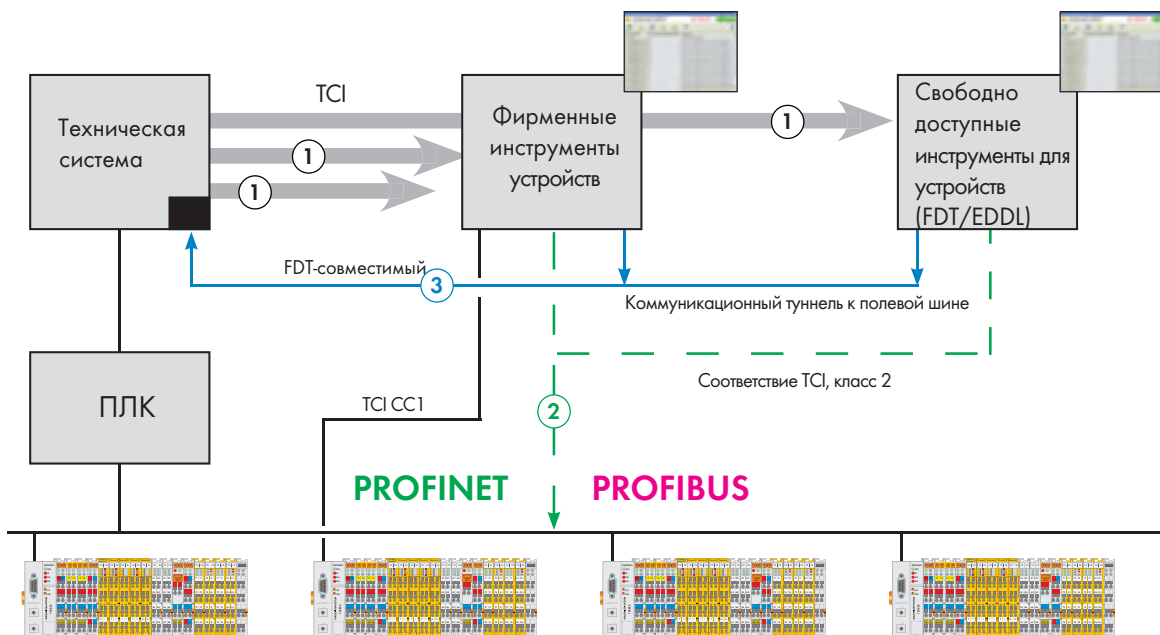 TCI
Техническая
система
1
1
Фирменные
инструменты
устройств
1
Свободно
доступные
инструменты для
устройств
(FDT/EDDL)
FDT-совместимый
3
Коммуникационный туннель к полевой шине
ПЛК
Соответствие TCI, класс 2
TCI CC1
2
PROFINET
PROFIBUS